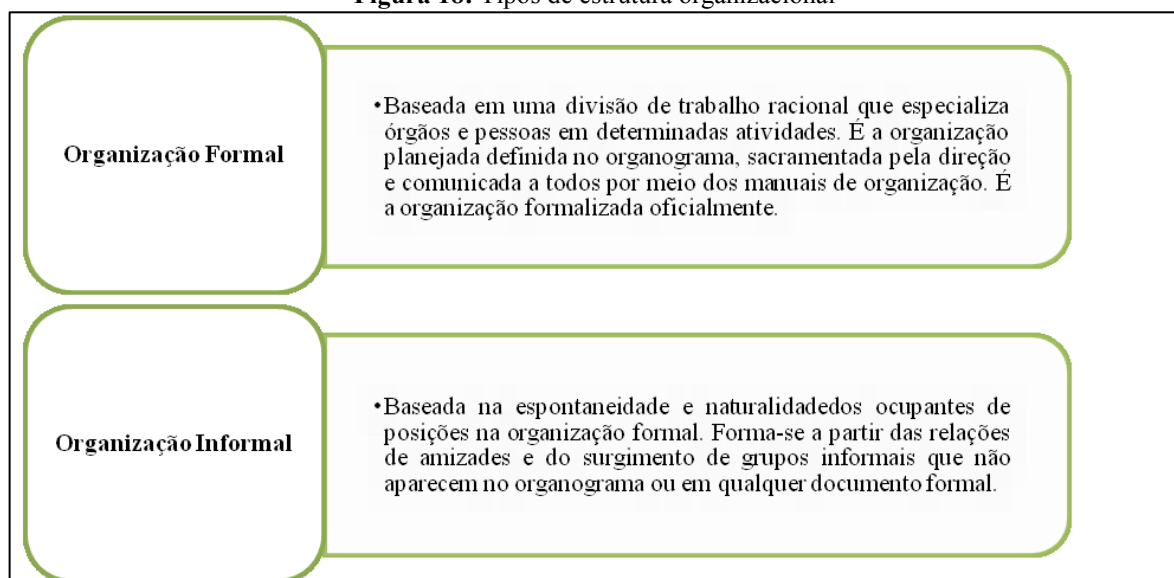 Figura 18: Tipos de estrutura organizacional
Organização Formal
•Baseada em uma divisão de trabalho racional que especializa
órgãos e pessoas em determinadas atividades. É a organização
planejada definida no organograma, sacramentada pela direção
e comunicada a todos por meio dos manuais de organização. É
a organização formalizada oficialmente.
Organização Informal
•Baseada na espontaneidade e naturalidadedos ocupantes de
posições na organização formal. Forma-se a partir das relações
de amizades e do surgimento de grupos informais que não
aparecem no organograma ou em qualquer documento formal.